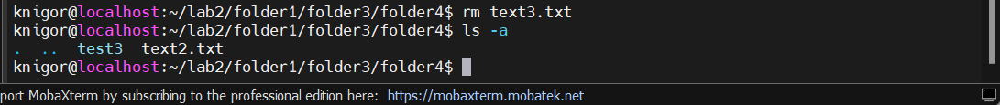 knigor@localhost:~/lab2/folder1/folder3/folder4$ rm text3.txt
knigor@localhost:~/lab2/folder1/folder3/folder4$ ls -a
.  ..  test3  text2.txt
knigor@localhost:~/lab2/folder1/folder3/folder4$
port MobaXterm by subscribing to the professional edition here:  https://mobaxterm.mobatek.net